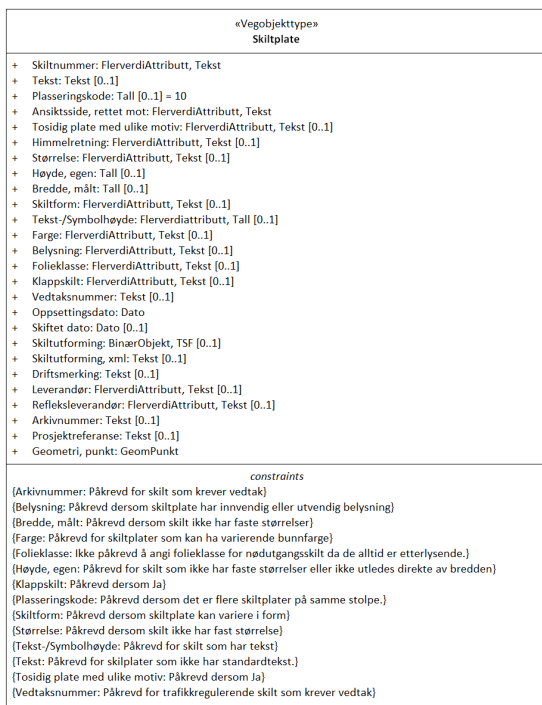 «Vegobjekttype»
Skiltplate
+ Skiltnummer: FlerverdiAttributt, Tekst
+ Tekst: Tekst [0..1]
+ Plasseringskode: Tall [0..1] = 10
+ Ansiktsside, rettet mot: FlerverdiAttributt, Tekst
+ Tosidig plate med ulike motiv: FlerverdiAttributt, Tekst [0..1]
+ Himmelretning: FlerverdiAttributt, Tekst [0..1]
+ Størrelse: FlerverdiAttributt, Tekst [0..1]
+ Høyde, egen: Tall [0..1]
+ Bredde, målt: Tall [0..1]
+ Skiltform: FlerverdiAttributt, Tekst [0..1]
+ Tekst-/Symbolhøyde: Flerverdiattributt, Tall [0..1]
+ Farge: FlerverdiAttributt, Tekst [0..1]
+ Belysning: FlerverdiAttributt, Tekst [0..1]
+ Folieklasse: FlerverdiAttributt, Tekst [0..1]
+ Klappskilt: FlerverdiAttributt, Tekst [0..1]
+ Vedtaksnummer: Tekst [0..1]
+ Oppsettingsdato: Dato
+ Skiftet dato: Dato [0..1]
+ Skiltutforming: BinærObjekt, TSF [0..1]
+ Skiltutforming, xml: Tekst [0..1]
+ Driftsmerking: Tekst [0..1]
+ Leverandør: FlerverdiAttributt, Tekst [0..1]
+ Refleksleverandør: FlerverdiAttributt, Tekst [0..1]
+ Arkivnummer: Tekst [0..1]
+ Prosjektreferanse: Tekst [0..1]
+ Geometri, punkt: GeomPunkt
constraints
{Arkivnummer: Påkrevd for skilt som krever vedtak}
{Belysning: Påkrevd dersom skiltplate har innvendig eller utvendig belysning}
{Bredde, målt: Påkrevd dersom skilt ikke har faste størrelser}
{Farge: Påkrevd for skiltplater som kan ha varierende bunnfarge}
{Folieklasse: Ikke påkrevd å angi folieklasse for nødutgangsskilt da de alltid er etterlysende.}
{Høyde, egen: Påkrevd for skilt som ikke har faste størrelser eller ikke utledes direkte av bredden}
{Klappskilt: Påkrevd dersom Ja}
{Plasseringskode: Påkrevd dersom det er flere skiltplater på samme stolpe.}
{Skiltform: Påkrevd dersom skiltplate kan variere i form}
{Størrelse: Påkrevd dersom skilt ikke har fast størrelse}
{Tekst-/Symbolhøyde: Påkrevd for skilt som har tekst}
{Tekst: Påkrevd for skilplater som ikke har standardtekst.}
{Tosidig plate med ulike motiv: Påkrevd dersom Ja}
{Vedtaksnummer: Påkrevd for trafikkregulerende skilt som krever vedtak}